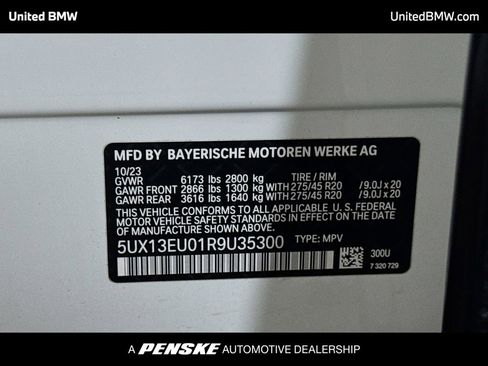 United BMW
UnitedBMW.com
MFD BY BAYERISCHE MOTOREN WERKE AG
10/23
GVWR 6173 lbs 2800 kg TIRE / RIM
GAWR FRONT 2866 lbs 1300 kg WITH 275/45 R20 / 9.0J x 20
GAWR REAR 3616 lbs 1640 kg WITH 275/45 R20 / 9.0J x 20
THIS VEHICLE CONFORMS TO ALL APPLICABLE U.S. FEDERAL
MOTOR VEHICLE SAFETY STANDARDS IN EFFECT ON THE DATE
OF MANUFACTURE SHOWN ABOVE.
5UX13EU01R9U35300 TYPE: MPV
300U
7 320 729
A PENSKE AUTOMOTIVE DEALERSHIP